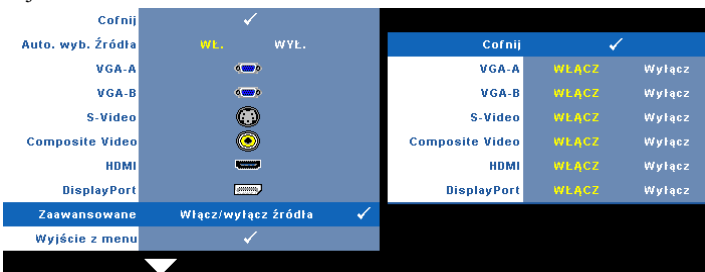 Cofnij ✓
Auto. wyb. Źródła WŁ. WYŁ.
VGA-A
VGA-B
S-Video
Composite Video
HDMI
DisplayPort
Zaawansowane Włącz/wyłącz źródła ✓
Wyjście z menu ✓
Cofnij ✓
VGA-A WŁĄCZ Wyłącz
VGA-B WŁĄCZ Wyłącz
S-Video WŁĄCZ Wyłącz
Composite Video WŁĄCZ Wyłącz
HDMI WŁĄCZ Wyłącz
DisplayPort WŁĄCZ Wyłącz